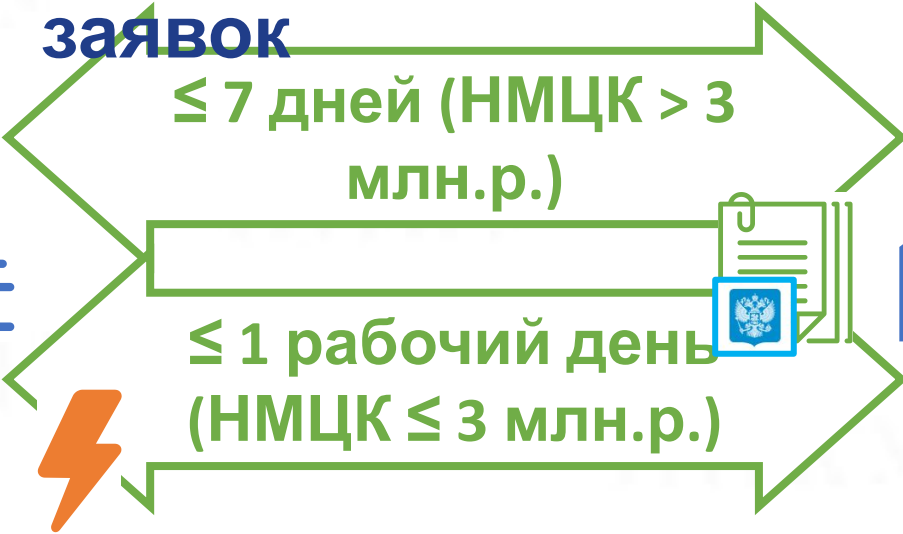 заявок
≤ 7 дней (НМЦК > 3
млн.р.)
≤ 1 рабочий день
(НМЦК ≤ 3 млн.р.)